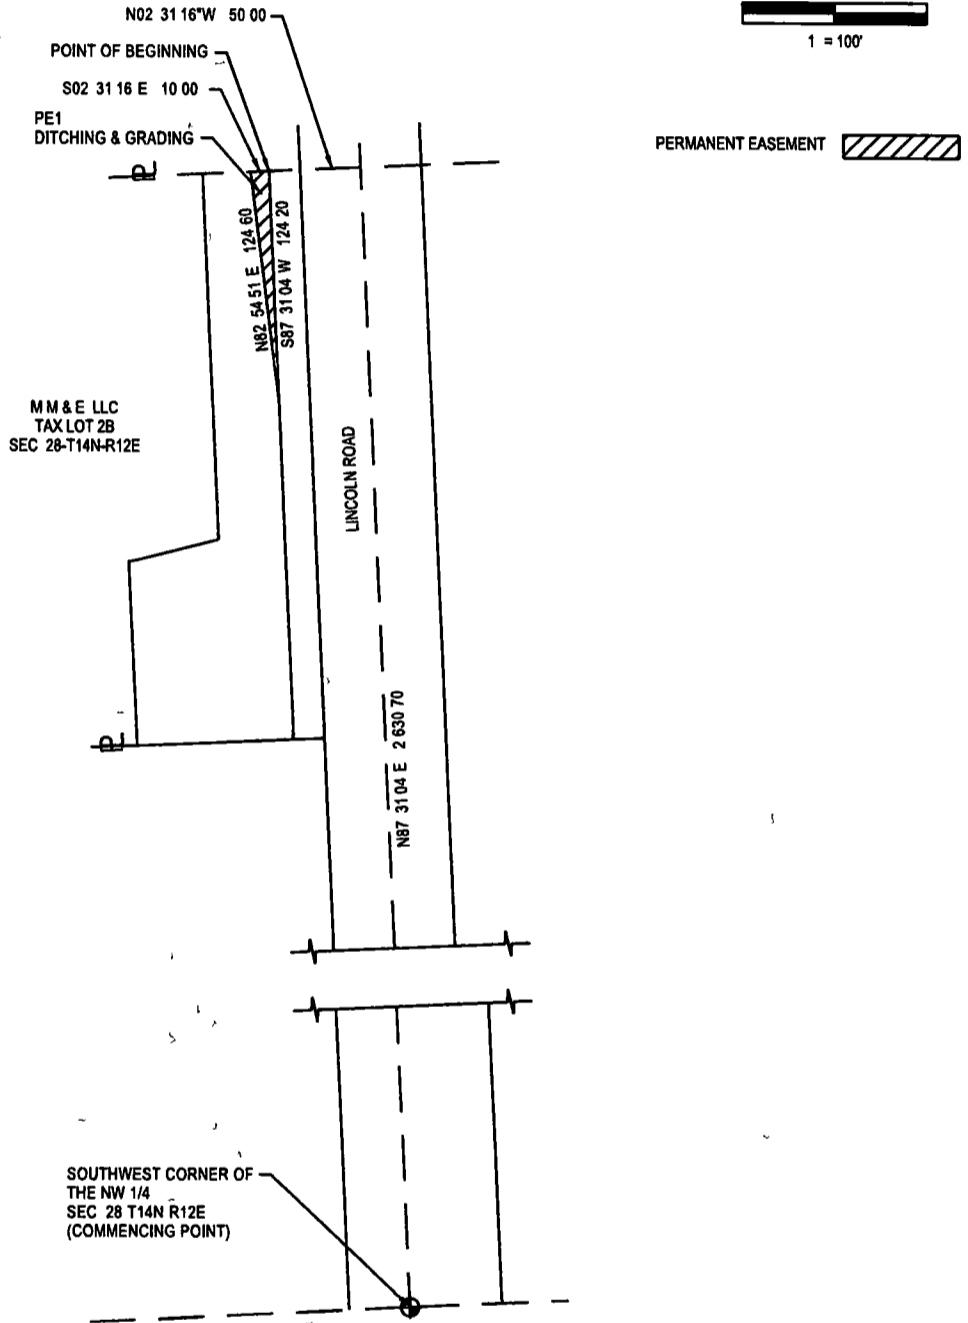 N02 31 16"W 50 00
POINT OF BEGINNING
S02 31 16 E 10 00
PE1
DITCHING & GRADING
1 = 100'
PERMANENT EASEMENT
PL
N82 54 51 E 124 60
S87 31 04 W 124 20
M M & E LLC
TAX LOT 2B
SEC 28-T14N-R12E
LINCOLN ROAD
N87 31 04 E 2 630 70
PL
SOUTHWEST CORNER OF
THE NW 1/4
SEC 28 T14N R12E
(COMMENCING POINT)